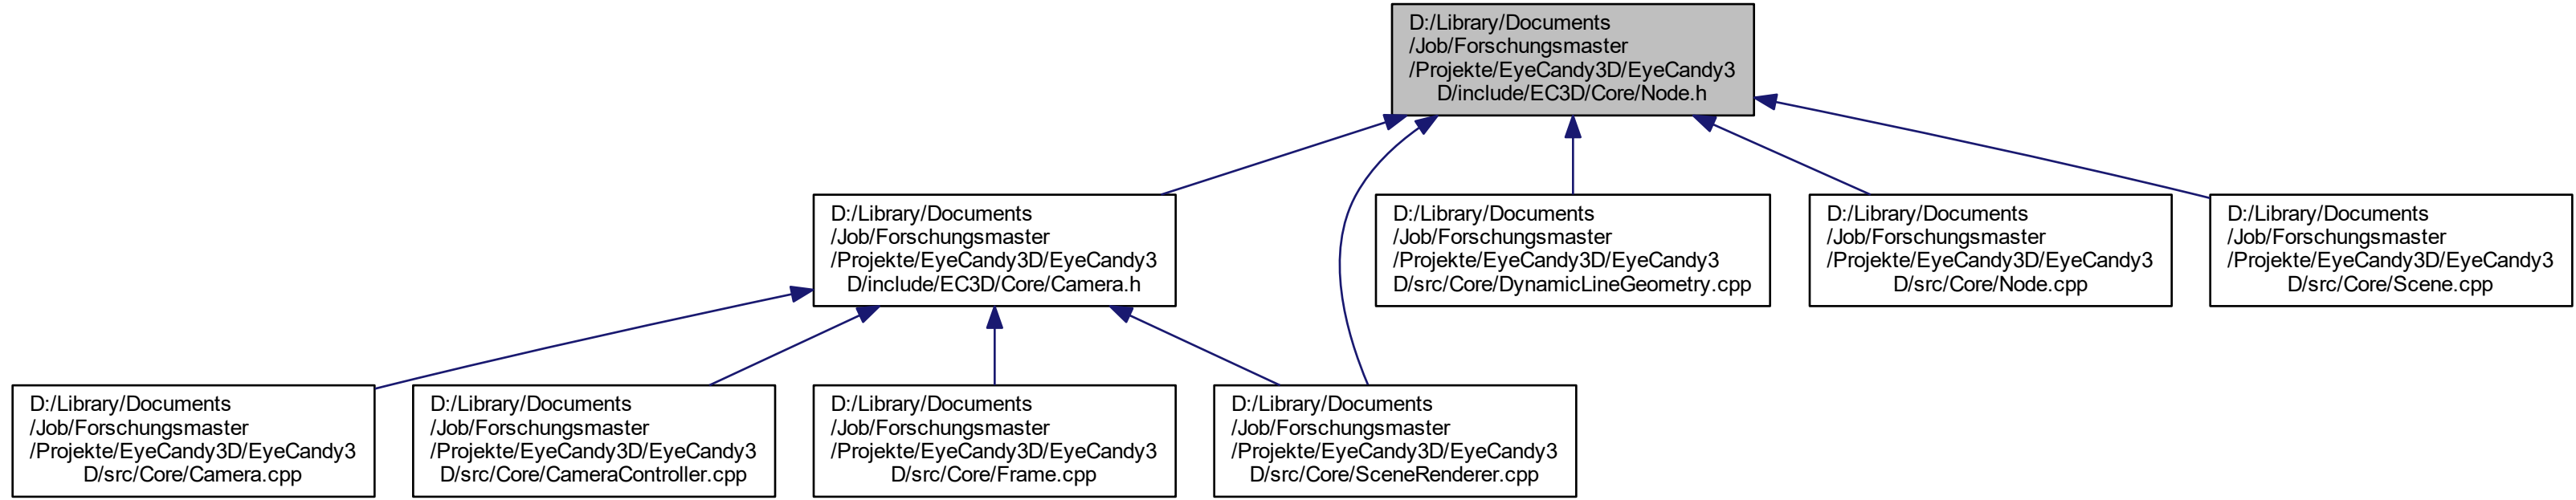 D:/Library/Documents
/Job/Forschungsmaster
/Projekte/EyeCandy3D/EyeCandy3
D/include/EC3D/Core/Node.h
D:/Library/Documents
/Job/Forschungsmaster
/Projekte/EyeCandy3D/EyeCandy3
D/include/EC3D/Core/Camera.h
D:/Library/Documents
/Job/Forschungsmaster
/Projekte/EyeCandy3D/EyeCandy3
D/src/Core/DynamicLineGeometry.cpp
D:/Library/Documents
/Job/Forschungsmaster
/Projekte/EyeCandy3D/EyeCandy3
D/src/Core/Node.cpp
D:/Library/Documents
/Job/Forschungsmaster
/Projekte/EyeCandy3D/EyeCandy3
D/src/Core/Scene.cpp
D:/Library/Documents
/Job/Forschungsmaster
/Projekte/EyeCandy3D/EyeCandy3
D/src/Core/Camera.cpp
D:/Library/Documents
/Job/Forschungsmaster
/Projekte/EyeCandy3D/EyeCandy3
D/src/Core/CameraController.cpp
D:/Library/Documents
/Job/Forschungsmaster
/Projekte/EyeCandy3D/EyeCandy3
D/src/Core/Frame.cpp
D:/Library/Documents
/Job/Forschungsmaster
/Projekte/EyeCandy3D/EyeCandy3
D/src/Core/SceneRenderer.cpp